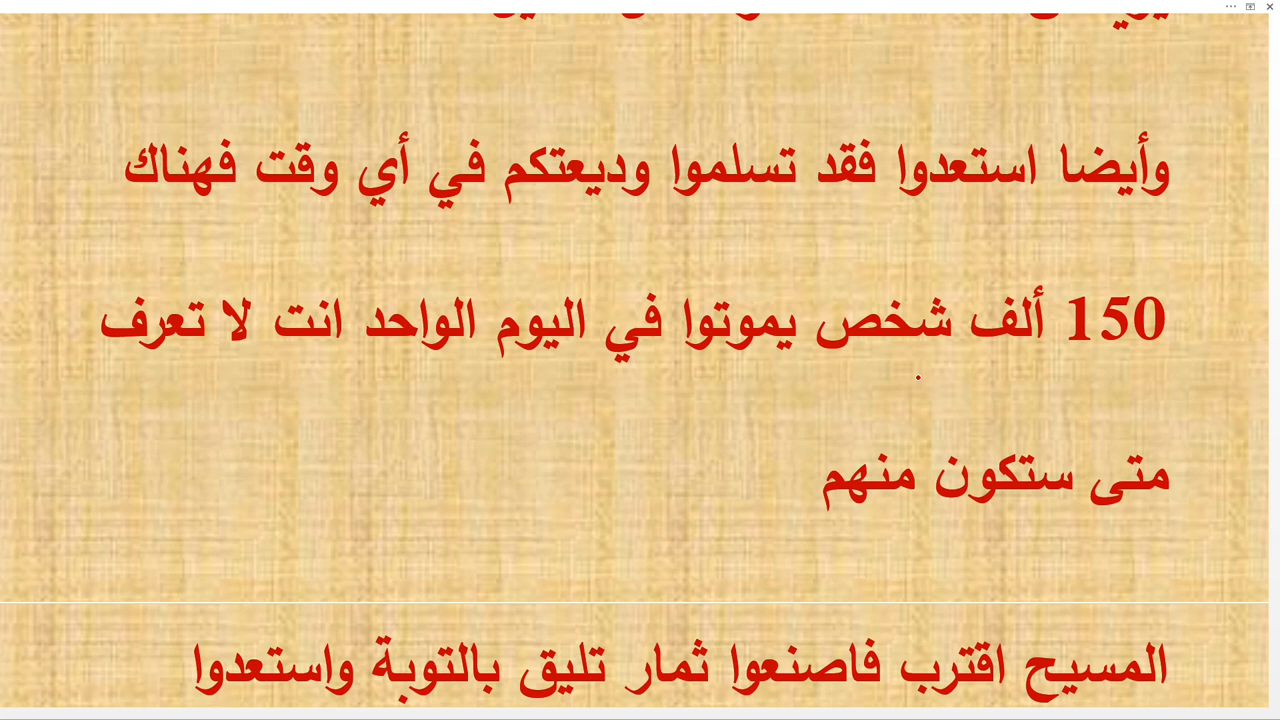 وأيضا استعدوا فقد تسلموا وديعتكم في أي وقت فهناك
150 ألف شخص يموتوا في اليوم الواحد انت لا تعرف
متى ستكون منهم
المسيح اقترب فاصنعوا ثمار تليق بالتوبة واستعدوا